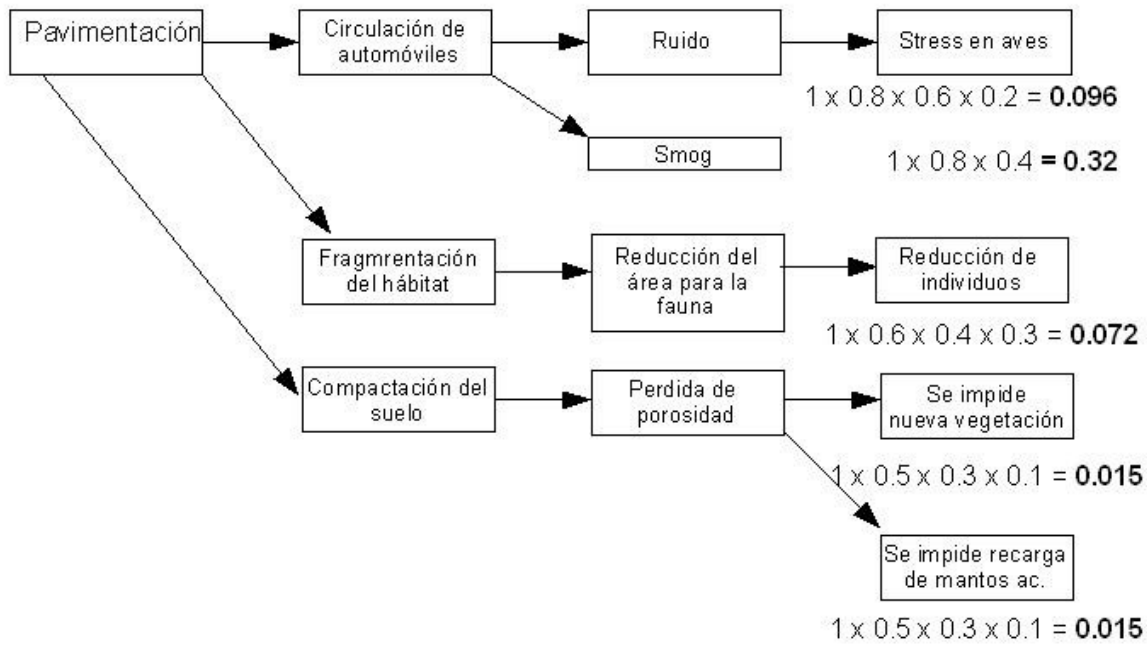 Pavimentación
Circulación de
automóviles
Ruido
Stress en aves
1 x 0.8 x 0.6 x 0.2 = 0.096
Smog
1 x 0.8 x 0.4 = 0.32
Fragmrentación
del hábitat
Reducción del
área para la
fauna
Reducción de
individuos
1 x 0.6 x 0.4 x 0.3 = 0.072
Compactación del
suelo
Perdida de
porosidad
Se impide
nueva vegetación
1 x 0.5 x 0.3 x 0.1 = 0.015
Se impide recarga
de mantos ac.
1 x 0.5 x 0.3 x 0.1 = 0.015